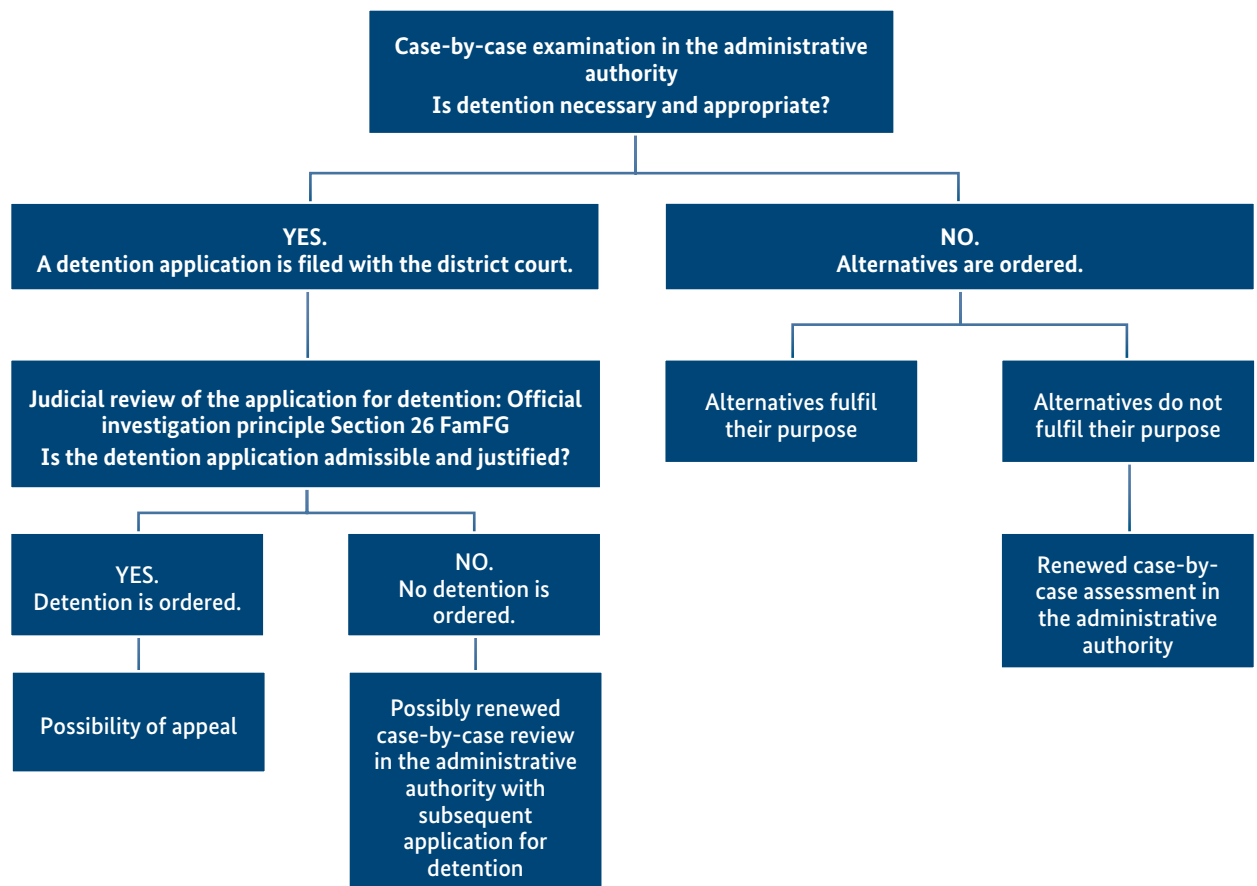 Case-by-case examination in the administrative
authority
Is detention necessary and appropriate?
YES.
A detention application is filed with the district court.
NO.
Alternatives are ordered.
Judicial review of the application for detention: Official
investigation principle Section 26 FamFG
Is the detention application admissible and justified?
Alternatives fulfil
their purpose
Alternatives do not
fulfil their purpose
YES.
Detention is ordered.
NO.
No detention is
ordered.
Renewed case-by-
case assessment in
the administrative
authority
Possibility of appeal
Possibly renewed
case-by-case review
in the administrative
authority with
subsequent
application for
detention